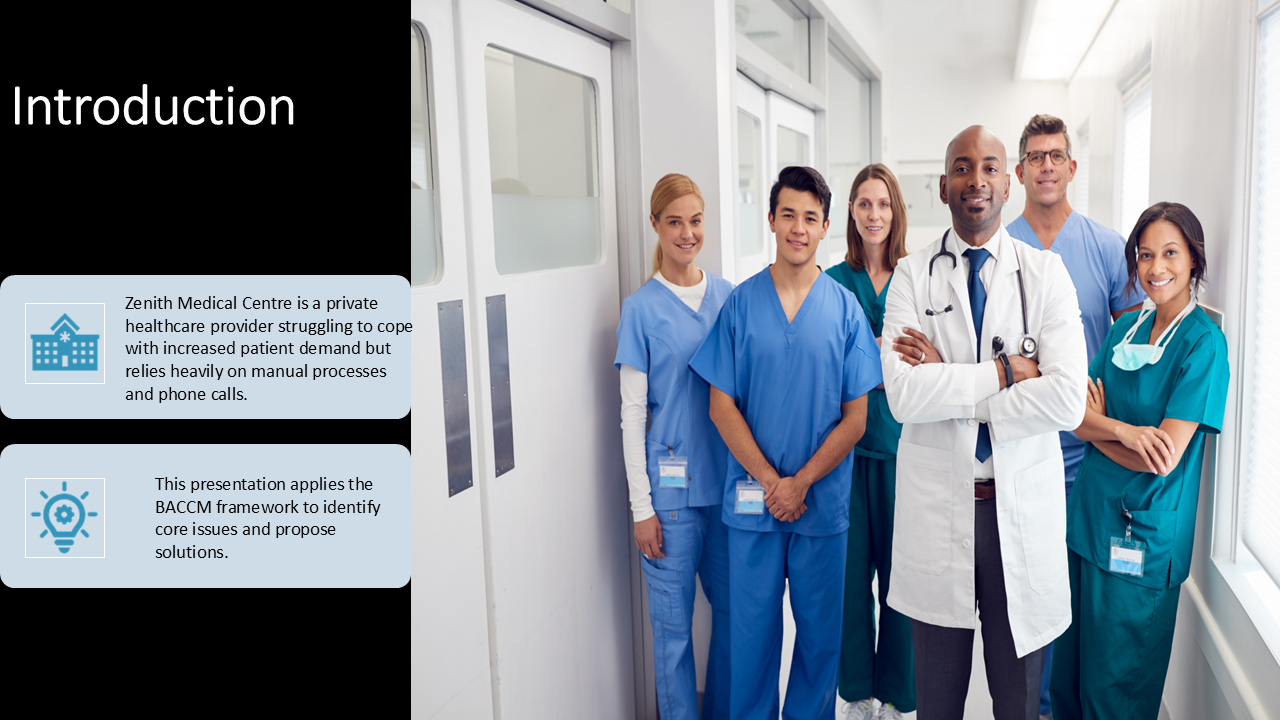 Introduction
Zenith Medical Centre is a private
healthcare provider struggling to cope
with increased patient demand but
relies heavily on manual processes
and phone calls.
This presentation applies the
BACCM framework to identify
core issues and propose
solutions.